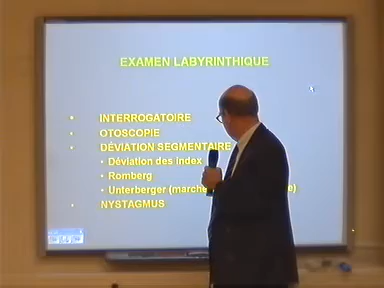 EXAMEN LABYRINTHIQUE
• INTERROGATOIRE
• OTOSCOPIE
• DÉVIATION SEGMENTAIRE
• Déviation des index
• Romberg
• Unterberger (marche
• NYSTAGMUS